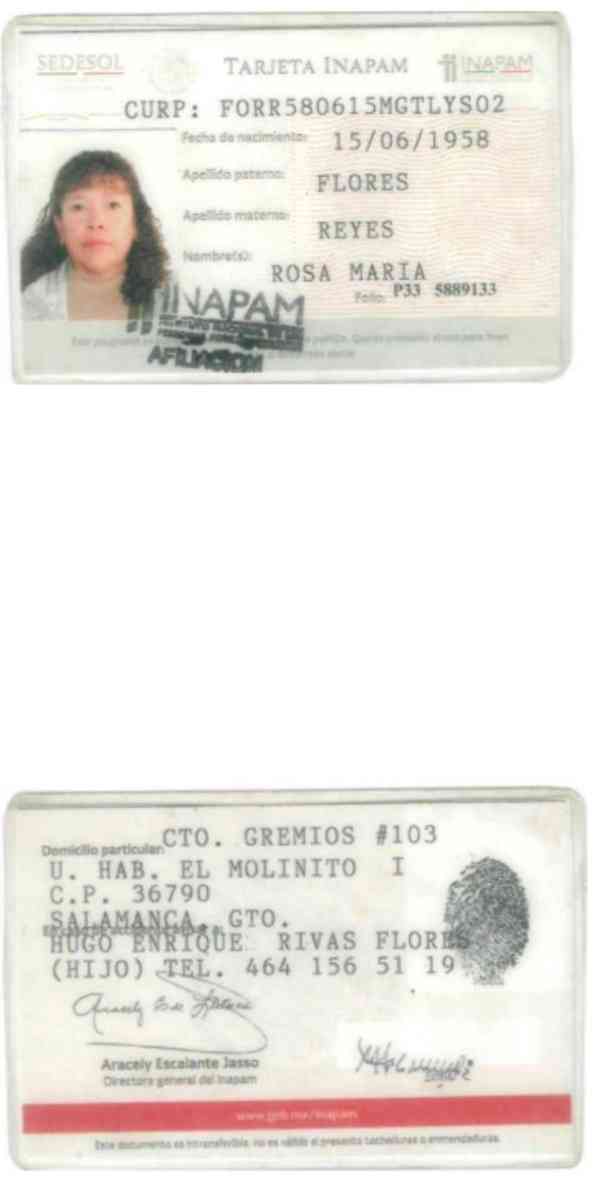 SEDESOL
TARJETA INAPAM
INAPAM
CURP: FORR580615MGTLYS02
Fecha de nacimiento: 15/06/1958
Apellido paterno: FLORES
Apellido materno: REYES
Nombre(s): ROSA MARIA
Folio: P33 5889133
INAPAM
AFILIACION
Domicilio particular: CTO. GREMIOS #103
U. HAB. EL MOLINITO I
C.P. 36790
SALAMANCA, GTO.
HUGO ENRIQUE RIVAS FLORES
(HIJO) TEL. 464 156 51 19
Aracely Escalante Jasso
Directora general del Inapam
www.gob.mx/inapam
Este documento es intransferible, no es válido si presenta tachaduras o enmendaduras.